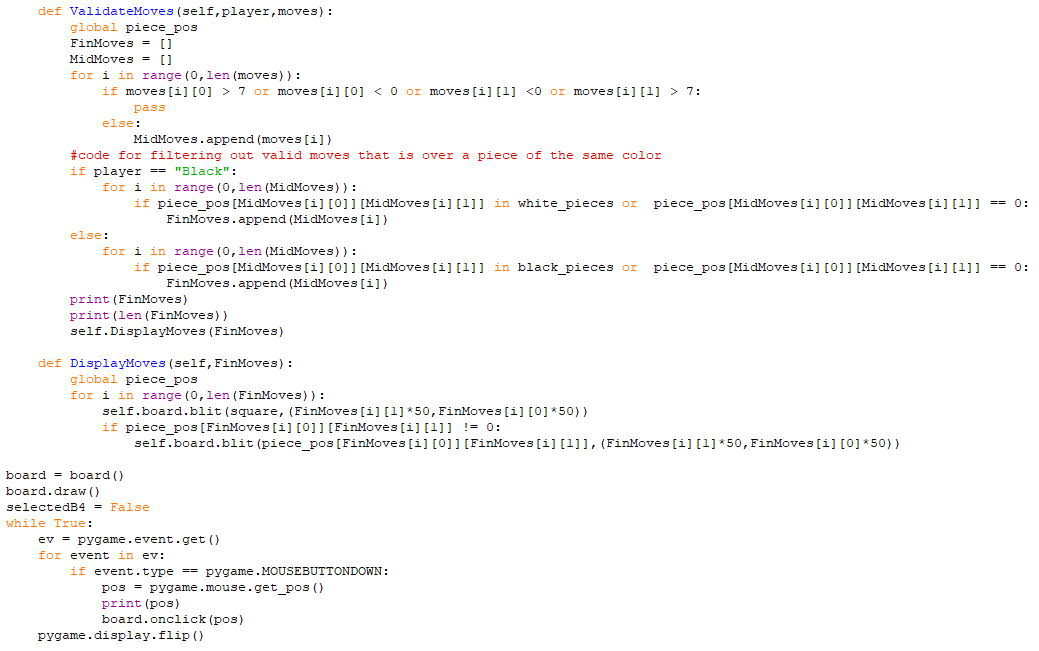 def ValidateMoves(self,player,moves):
        global piece_pos
        FinMoves = []
        MidMoves = []
        for i in range(0,len(moves)):
            if moves[i][0] > 7 or moves[i][0] < 0 or moves[i][1] <0 or moves[i][1] > 7:
                pass
            else:
                MidMoves.append(moves[i])
        #code for filtering out valid moves that is over a piece of the same color
        if player == "Black":
            for i in range(0,len(MidMoves)):
                if piece_pos[MidMoves[i][0]][MidMoves[i][1]] in white_pieces or  piece_pos[MidMoves[i][0]][MidMoves[i][1]] == 0:
                    FinMoves.append(MidMoves[i])
        else:
            for i in range(0,len(MidMoves)):
                if piece_pos[MidMoves[i][0]][MidMoves[i][1]] in black_pieces or  piece_pos[MidMoves[i][0]][MidMoves[i][1]] == 0:
                    FinMoves.append(MidMoves[i])
        print(FinMoves)
        print(len(FinMoves))
        self.DisplayMoves(FinMoves)

    def DisplayMoves(self,FinMoves):
        global piece_pos
        for i in range(0,len(FinMoves)):
            self.board.blit(square,(FinMoves[i][1]*50,FinMoves[i][0]*50))
            if piece_pos[FinMoves[i][0]][FinMoves[i][1]] != 0:
                self.board.blit(piece_pos[FinMoves[i][0]][FinMoves[i][1]],(FinMoves[i][1]*50,FinMoves[i][0]*50))

board = board()
board.draw()
selectedB4 = False
while True:
    ev = pygame.event.get()
    for event in ev:
        if event.type == pygame.MOUSEBUTTONDOWN:
            pos = pygame.mouse.get_pos()
            print(pos)
            board.onclick(pos)
    pygame.display.flip()